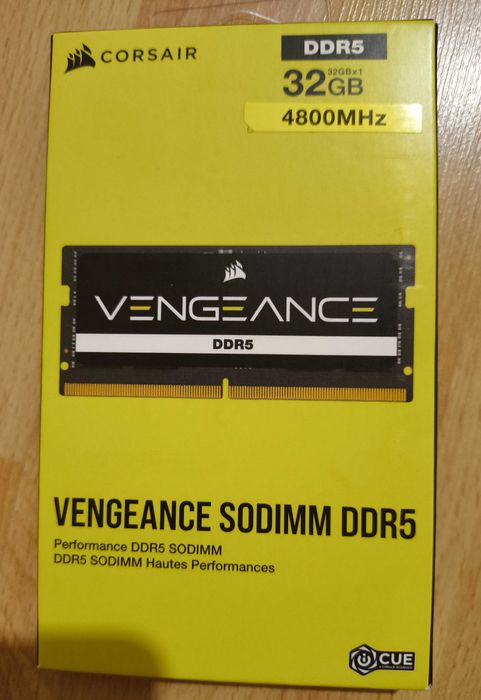 CORSAIR
DDR5
32GB
32GBx1
4800MHz
VENGEANCE
DDR5
VENGEANCE SODIMM DDR5
Performance DDR5 SODIMM
DDR5 SODIMM Hautes Performances
iCUE